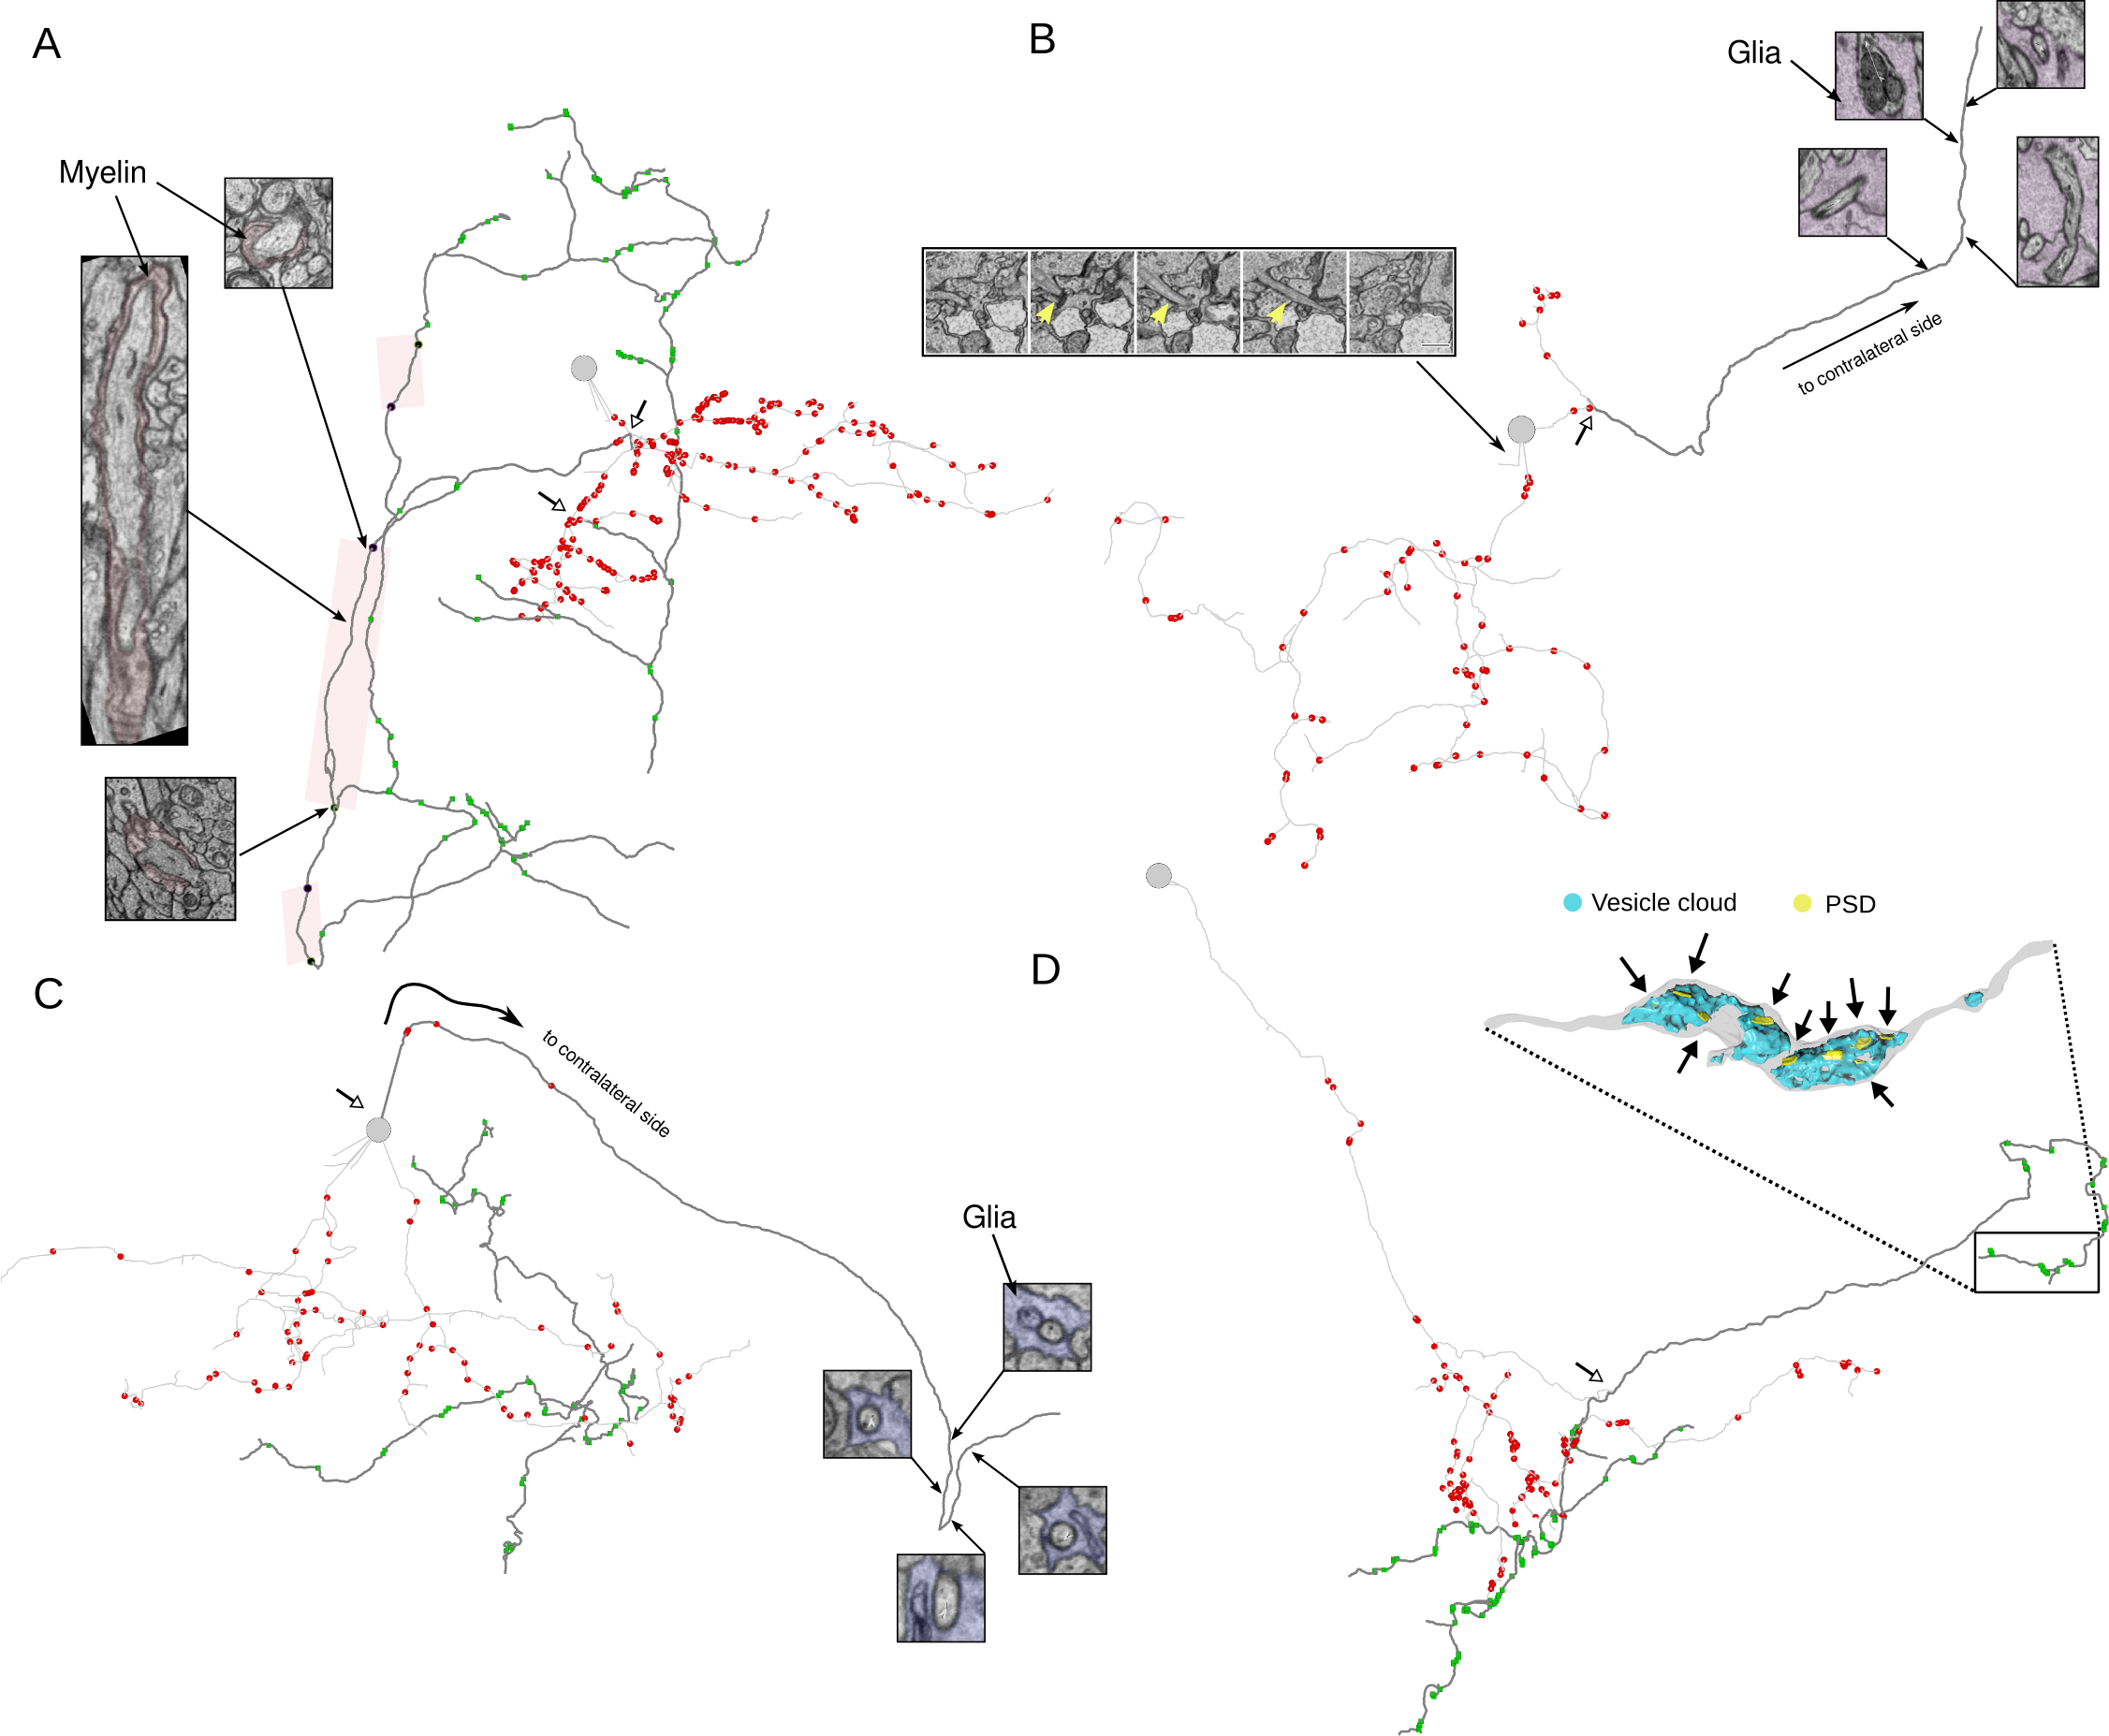 A
B
Glia
Myelin
to contralateral side
Vesicle cloud
PSD
D
C
to contralateral side
Glia